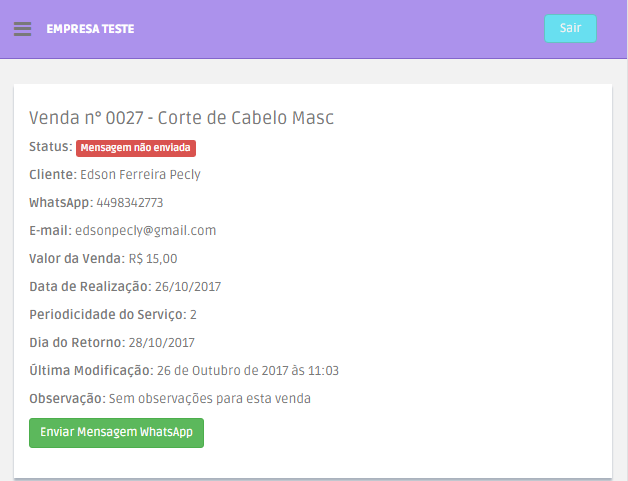 EMPRESA TESTE
Sair
Venda n° 0027 - Corte de Cabelo Masc
Status: Mensagem não enviada
Cliente: Edson Ferreira Pecly
WhatsApp: 4498342773
E-mail: edsonpecly@gmail.com
Valor da Venda: R$ 15,00
Data de Realização: 26/10/2017
Periodicidade do Serviço: 2
Dia do Retorno: 28/10/2017
Última Modificação: 26 de Outubro de 2017 às 11:03
Observação: Sem observações para esta venda
Enviar Mensagem WhatsApp